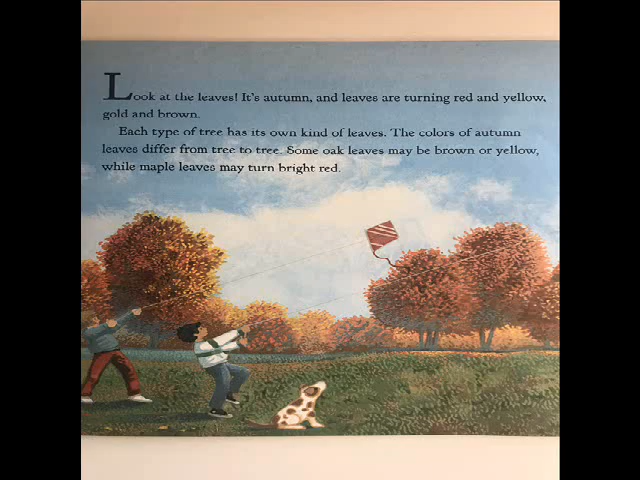 Look at the leaves! It's autumn, and leaves are turning red and yellow,
gold and brown.
Each type of tree has its own kind of leaves. The colors of autumn
leaves differ from tree to tree. Some oak leaves may be brown or yellow,
while maple leaves may turn bright red.